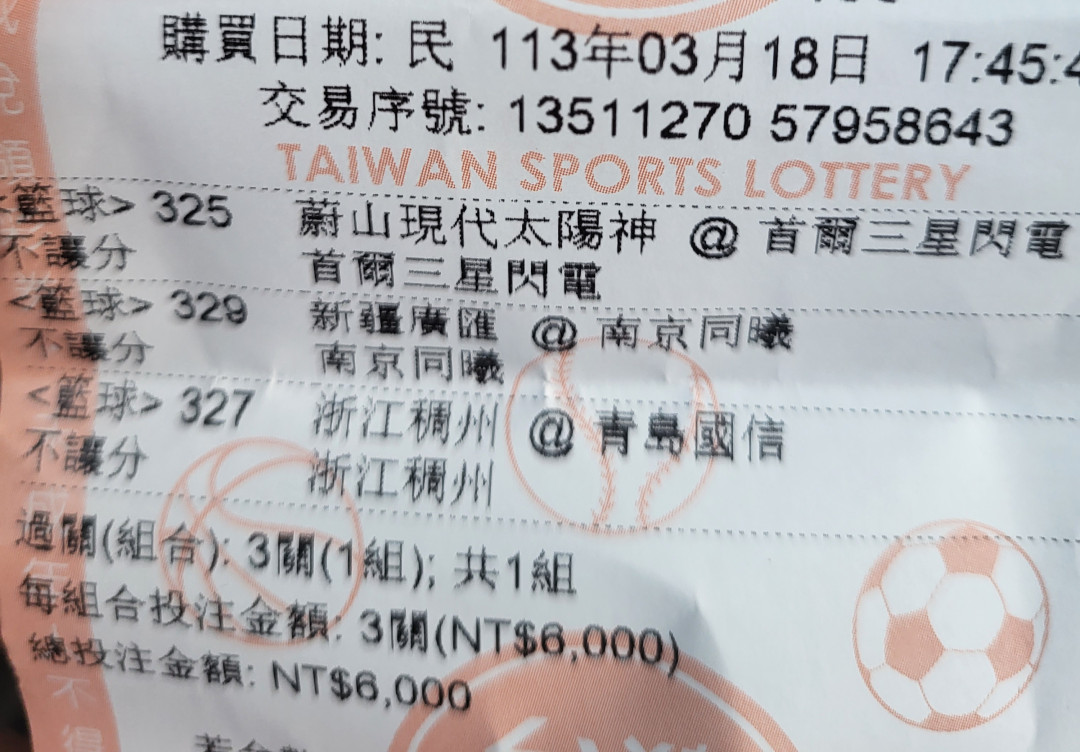 購買日期: 民 113年03月18日 17:45:4
交易序號: 13511270 57958643
TAIWAN SPORTS LOTTERY
<籃球> 325 蔚山現代太陽神 @ 首爾三星閃電
不讓分 首爾三星閃電
<籃球> 329 新疆廣匯 @ 南京同曦
不讓分 南京同曦
<籃球> 327 浙江稠州 @ 青島國信
不讓分 浙江稠州
過關(組合): 3關(1組); 共1組
每組合投注金額: 3關(NT$6,000)
總投注金額: NT$6,000